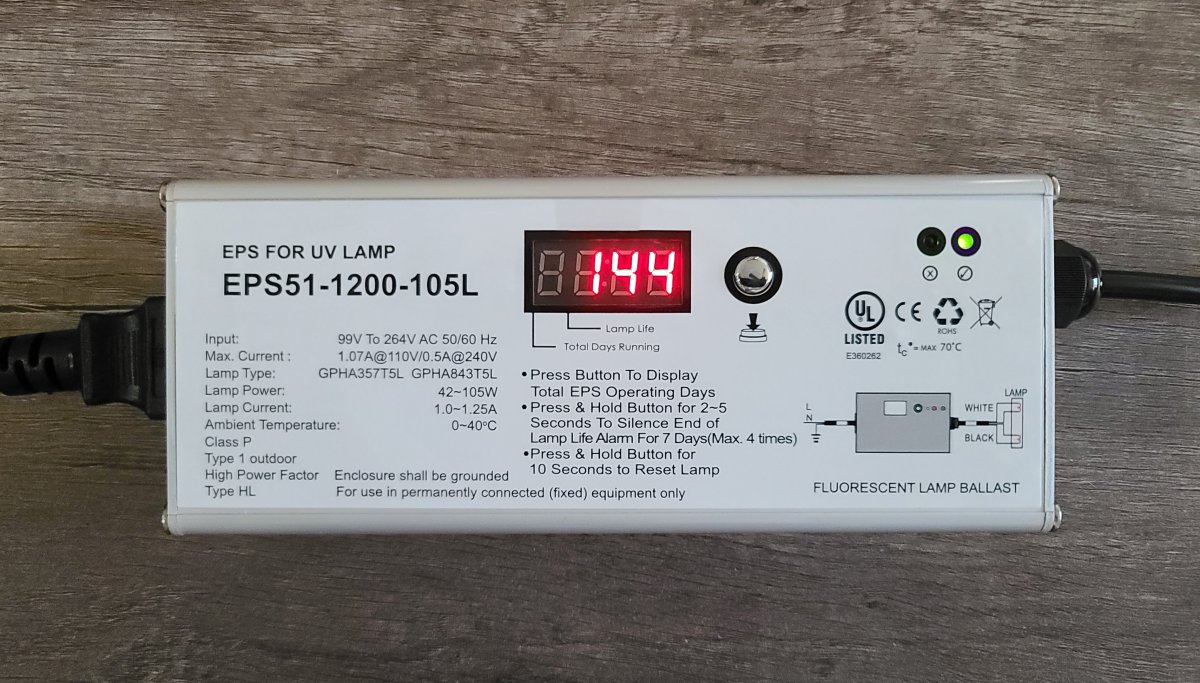 EPS FOR UV LAMP
EPS51-1200-105L
144
Lamp Life
Total Days Running
Input: 99V To 264V AC 50/60 Hz
Max. Current : 1.07A@110V/0.5A@240V
Lamp Type: GPHA357T5L GPHA843T5L
Lamp Power: 42~105W
Lamp Current: 1.0~1.25A
Ambient Temperature: 0~40°C
Class P
Type 1 outdoor
High Power Factor Enclosure shall be grounded
Type HL For use in permanently connected (fixed) equipment only
•Press Button To Display
Total EPS Operating Days
•Press & Hold Button for 2~5
Seconds To Silence End of
Lamp Life Alarm For 7 Days(Max. 4 times)
•Press & Hold Button for
10 Seconds to Reset Lamp
UL
LISTED
E360262
CE
ROHS
tc•= MAX 70°C
LAMP
L
N
WHITE
BLACK
FLUORESCENT LAMP BALLAST